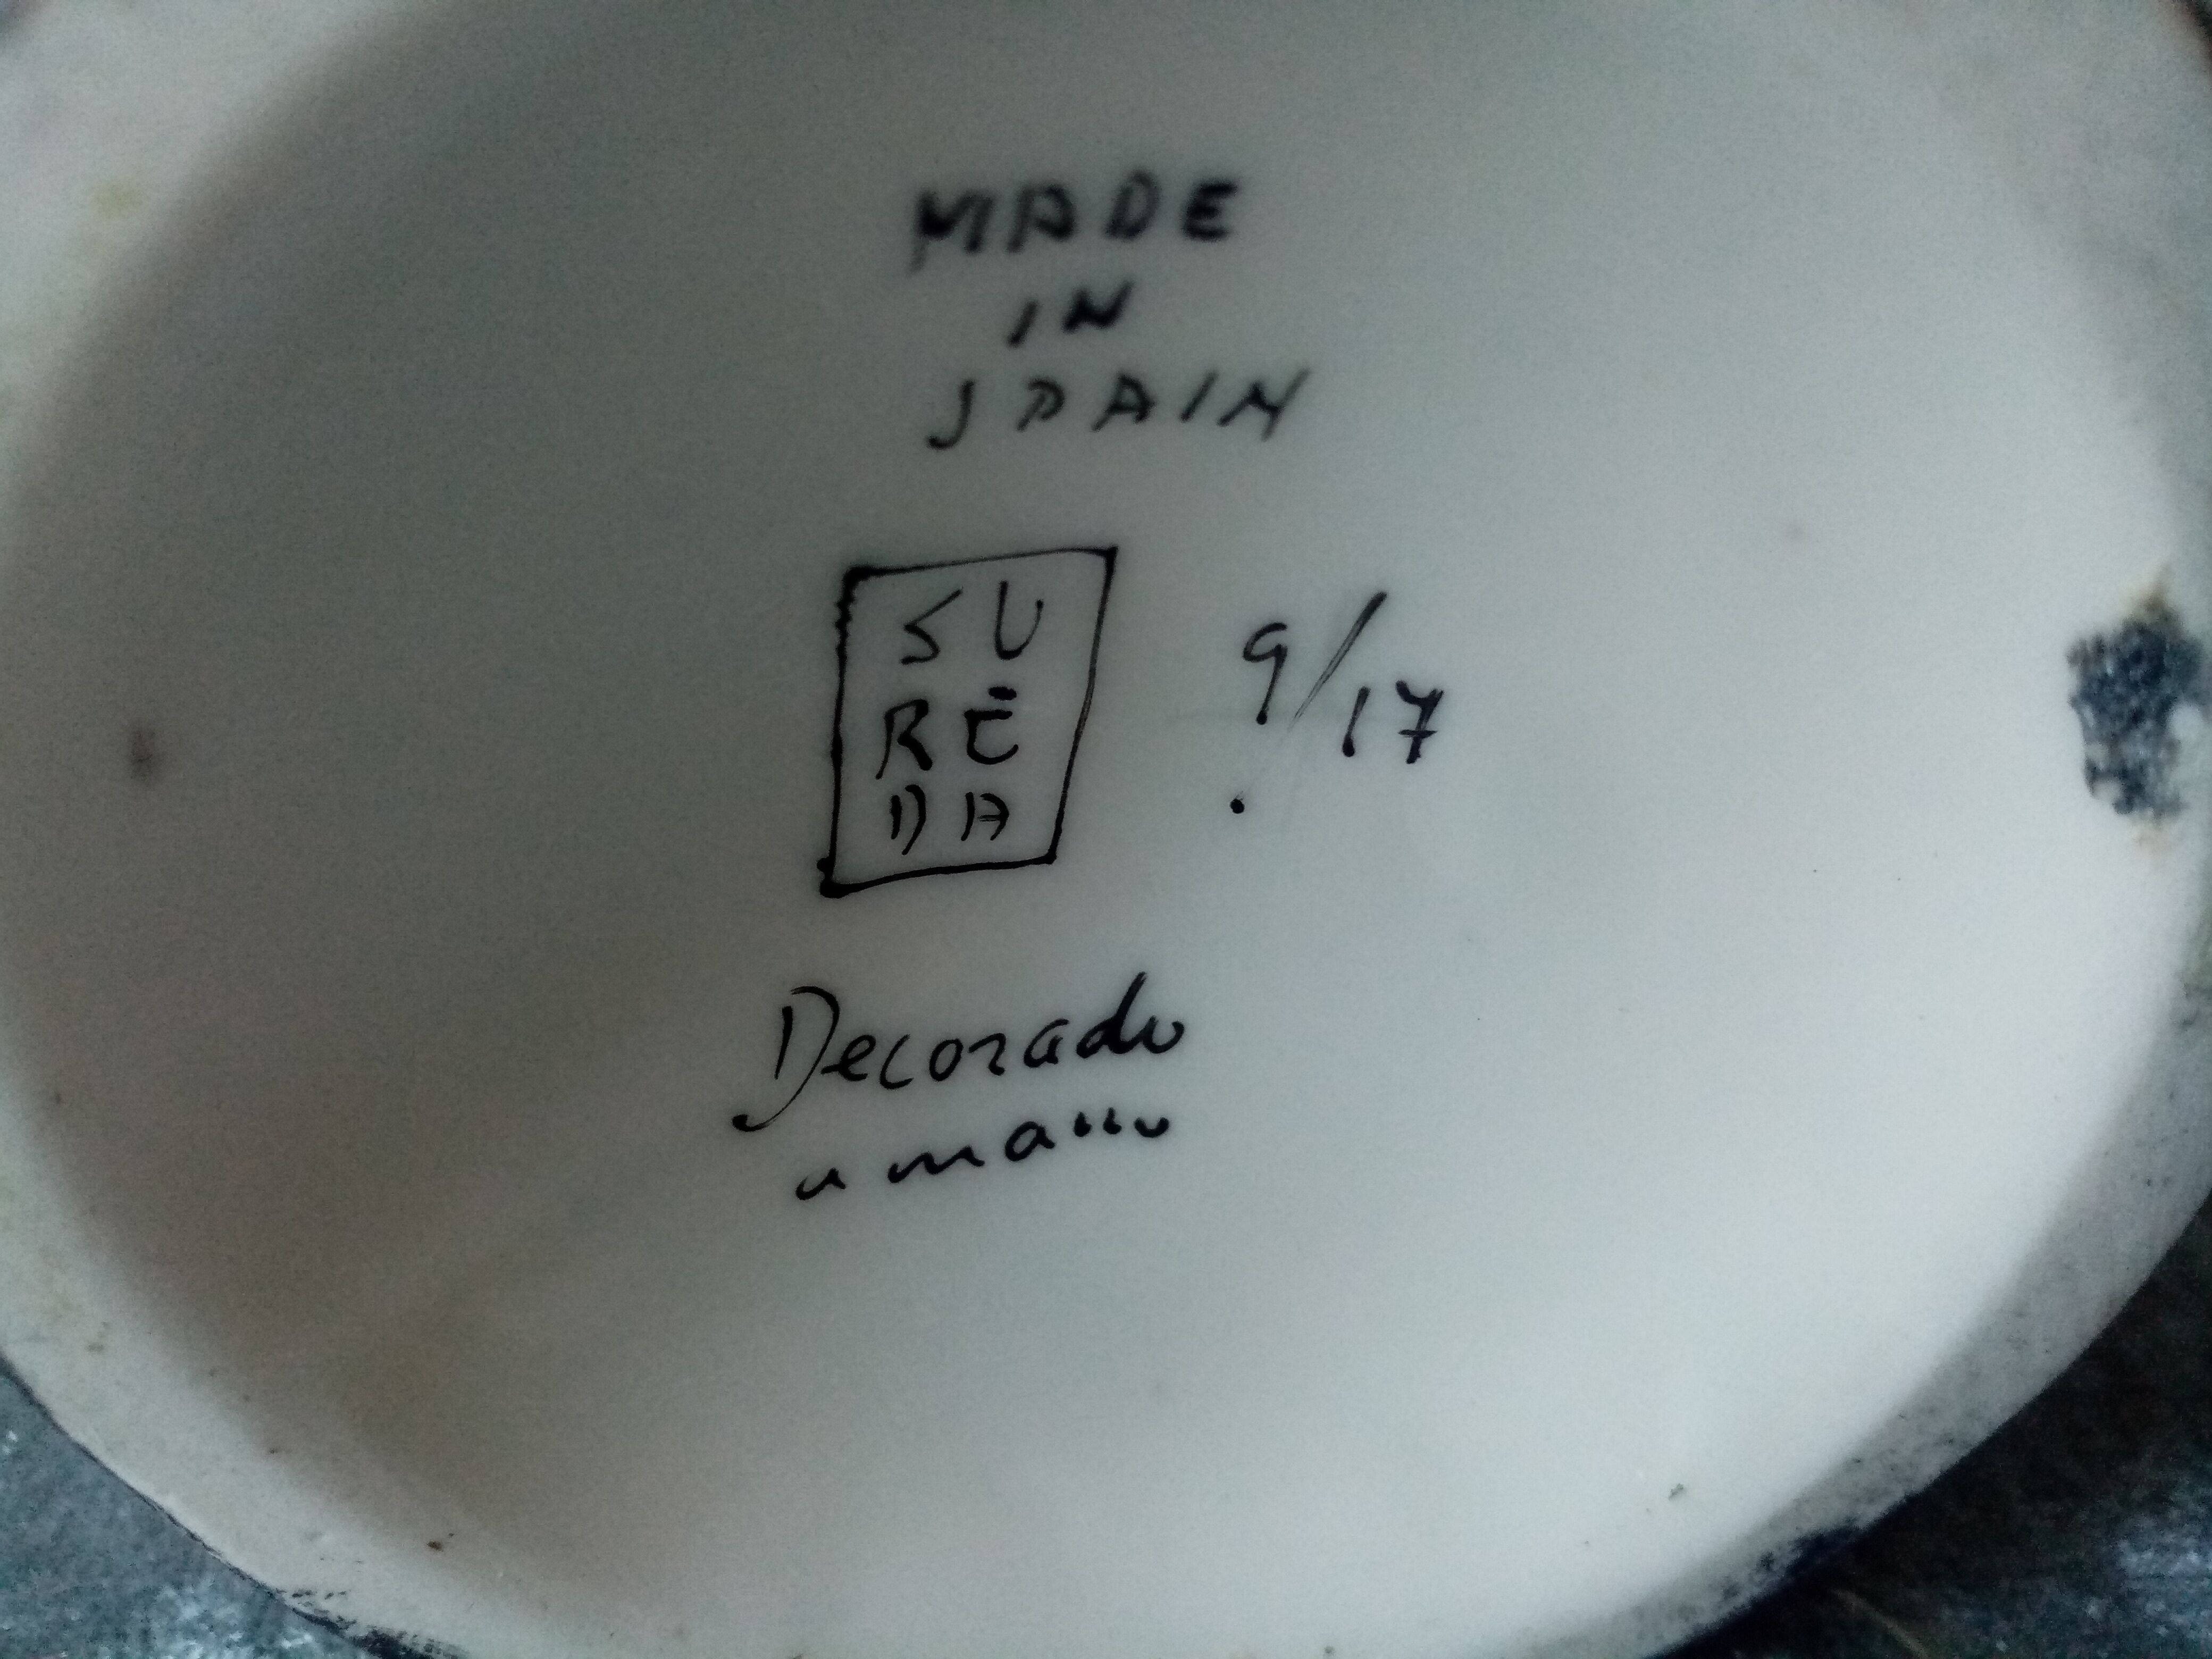 MADE
IN
SPAIN
SU
RE
DA
9/17
Decorado
a mano